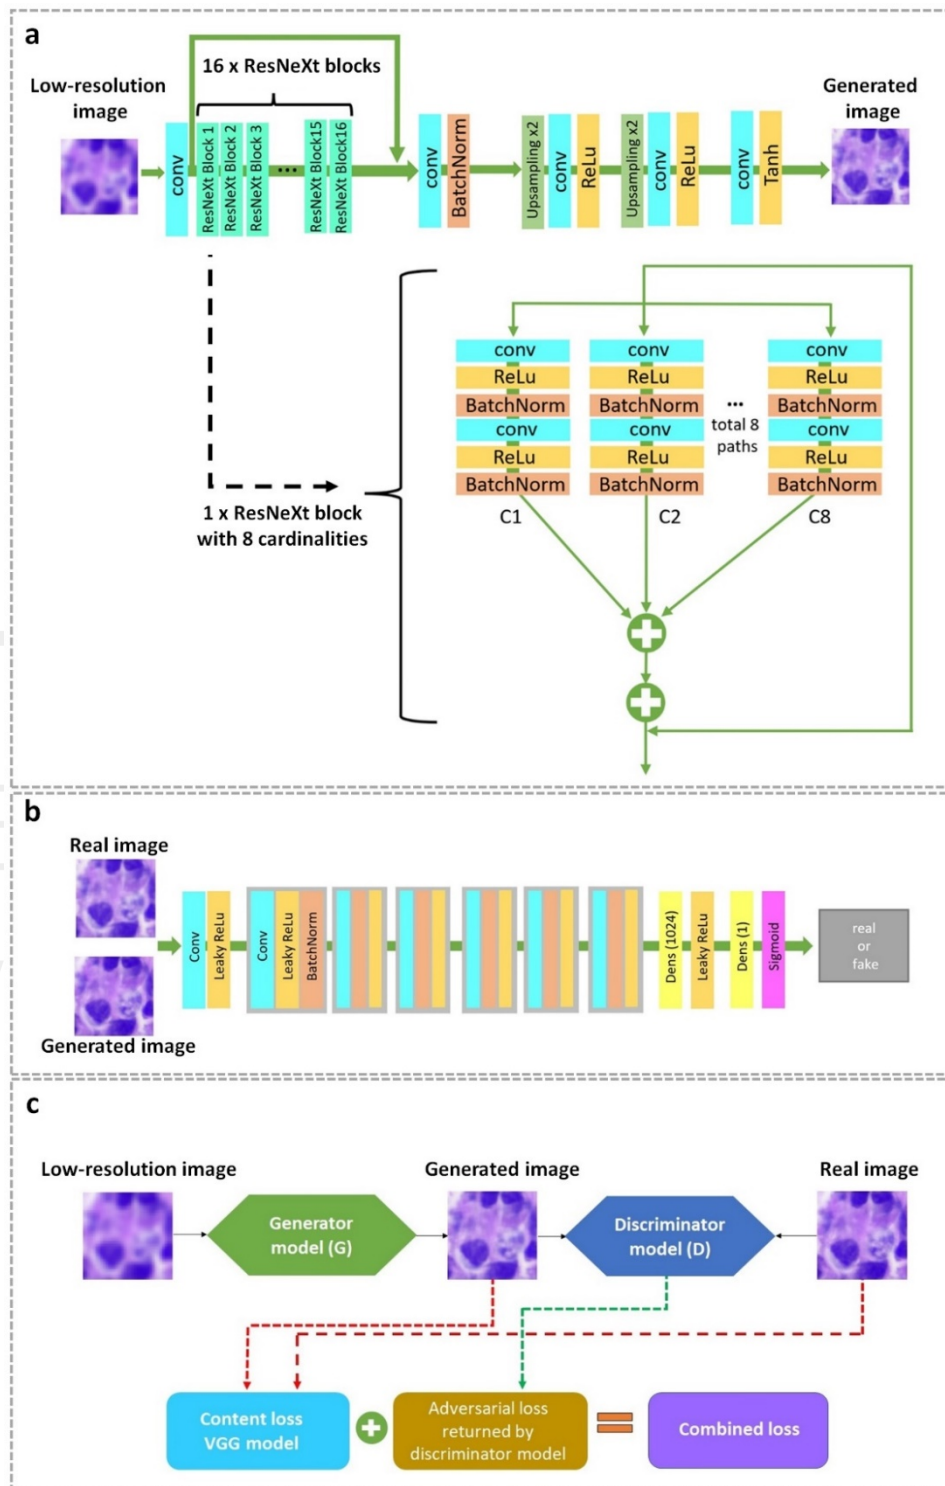 a
16 x ResNeXt blocks
Low-resolution
image
Generated
image
conv
ResNeXt Block 1
ResNeXt Block 2
ResNeXt Block 3
...
ResNeXt Block15
ResNeXt Block16
conv
BatchNorm
Upsampling x2
conv
ReLu
Upsampling x2
conv
ReLu
conv
Tanh
conv
ReLu
BatchNorm
conv
ReLu
BatchNorm
C1
conv
ReLu
BatchNorm
conv
ReLu
BatchNorm
C2
...
total 8
paths
conv
ReLu
BatchNorm
conv
ReLu
BatchNorm
C8
1 x ResNeXt block
with 8 cardinalities
b
Real image
Generated image
Conv
Leaky ReLu
Conv
Leaky ReLu
BatchNorm
Dens (1024)
Leaky ReLu
Dens (1)
Sigmoid
real
or
fake
c
Low-resolution image
Generated image
Real image
Generator
model (G)
Discriminator
model (D)
Content loss
VGG model
Adversarial loss
returned by
discriminator model
Combined loss